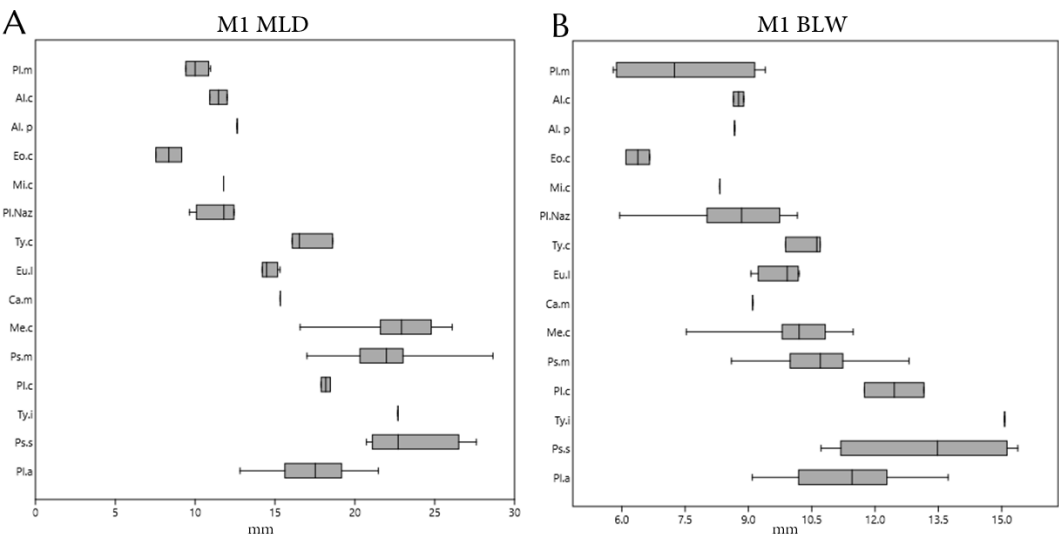 A
M1 MLD
Pl.m
Al.c
Al. p
Eo.c
Mi.c
Pl.Naz
Ty.c
Eu.l
Ca.m
Me.c
Ps.m
Pl.c
Ty.i
Ps.s
Pl.a
0 5 10 15 20 25 30
mm
B
M1 BLW
Pl.m
Al.c
Al. p
Eo.c
Mi.c
Pl.Naz
Ty.c
Eu.l
Ca.m
Me.c
Ps.m
Pl.c
Ty.i
Ps.s
Pl.a
6.0 7.5 9.0 10.5 12.0 13.5 15.0
mm